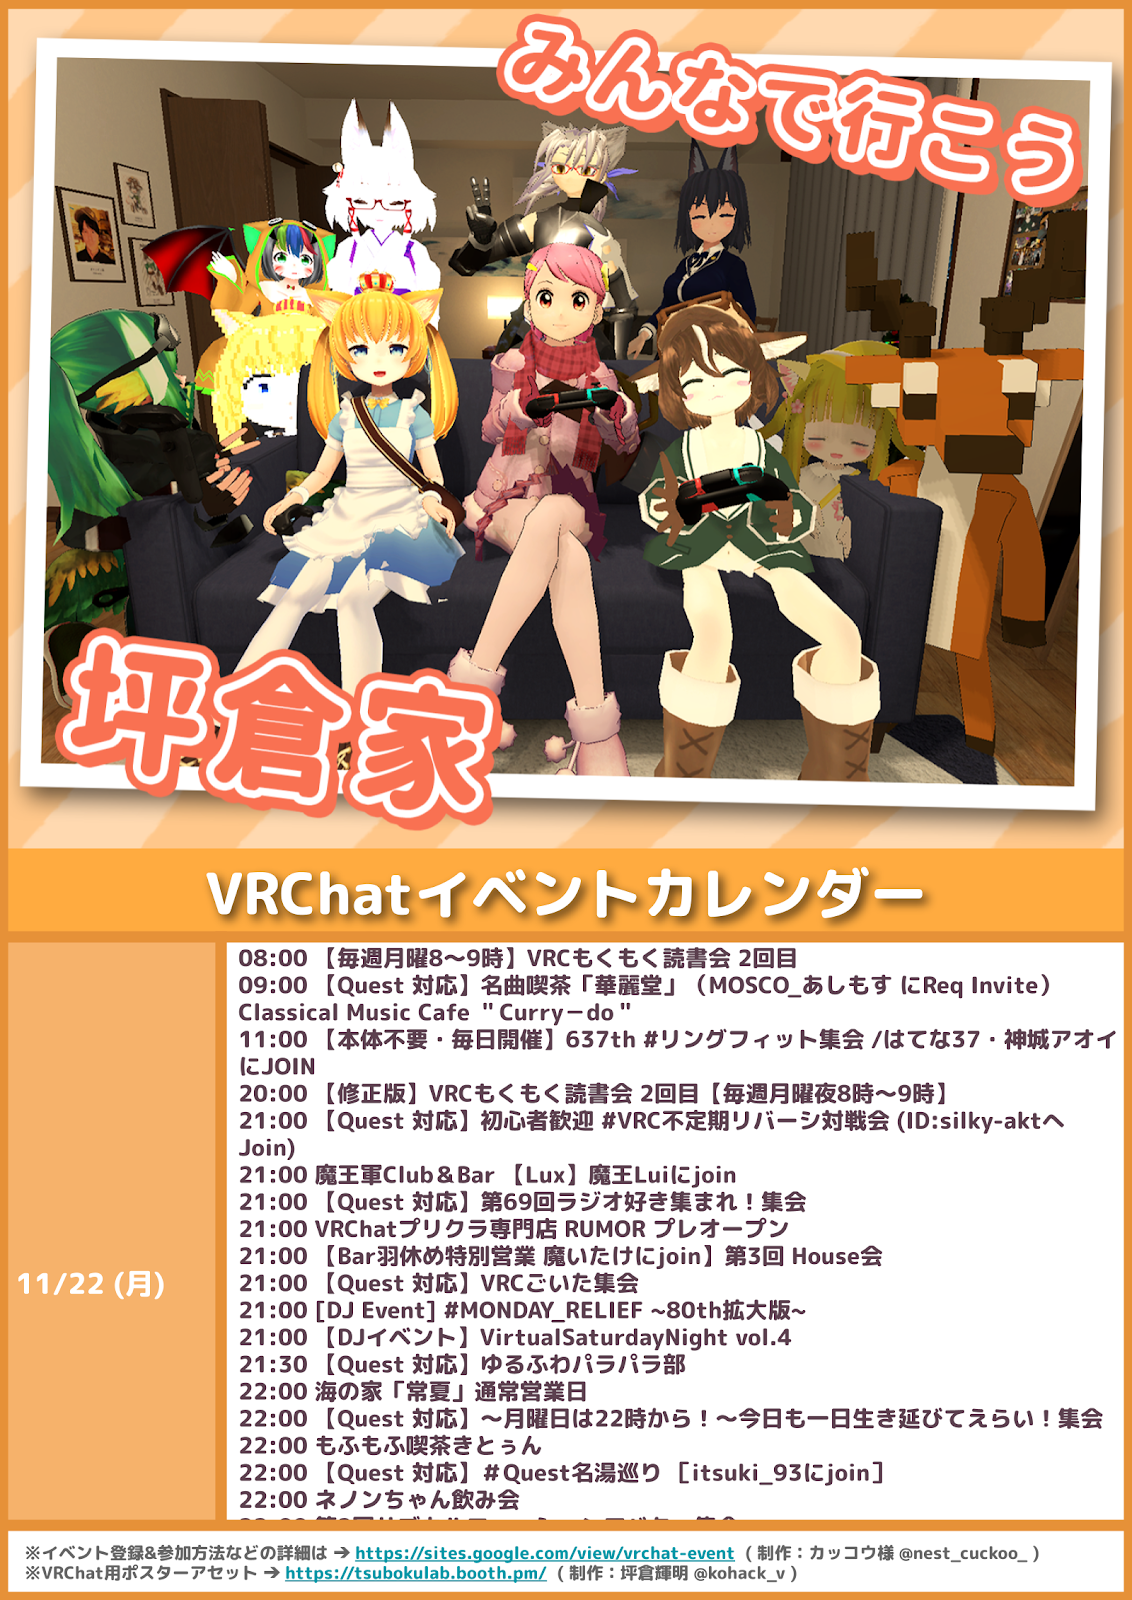 みんなで行こう
坪倉家
VRChatイベントカレンダー
11/22 (月)
08:00 【毎週月曜8～9時】VRCもくもく読書会 2回目
09:00 【Quest 対応】名曲喫茶「華麗堂」（MOSCO_あしもす にReq Invite）
Classical Music Cafe ＂Curry－do＂
11:00 【本体不要・毎日開催】637th #リングフィット集会 /はてな37・神城アオイ
にJOIN
20:00 【修正版】VRCもくもく読書会 2回目【毎週月曜夜8時～9時】
21:00 【Quest 対応】初心者歓迎 #VRC不定期リバーシ対戦会 (ID:silky-aktへ
Join)
21:00 魔王軍Club＆Bar 【Lux】魔王Luiにjoin
21:00 【Quest 対応】第69回ラジオ好き集まれ！集会
21:00 VRChatプリクラ専門店 RUMOR プレオープン
21:00 【Bar羽休め特別営業 魔いたけにjoin】第3回 House会
21:00 【Quest 対応】VRCごいた集会
21:00 [DJ Event] #MONDAY_RELIEF ~80th拡大版~
21:00 【DJイベント】VirtualSaturdayNight vol.4
21:30 【Quest 対応】ゆるふわパラパラ部
22:00 海の家「常夏」通常営業日
22:00 【Quest 対応】～月曜日は22時から！～今日も一日生き延びてえらい！集会
22:00 もふもふ喫茶きとぅん
22:00 【Quest 対応】＃Quest名湯巡り ［itsuki_93にjoin］
22:00 ネノンちゃん飲み会
※イベント登録&参加方法などの詳細は ➔ https://sites.google.com/view/vrchat-event ( 制作：カッコウ様 @nest_cuckoo_ )
※VRChat用ポスターアセット ➔ https://tsubokulab.booth.pm/ ( 制作：坪倉輝明 @kohack_v )